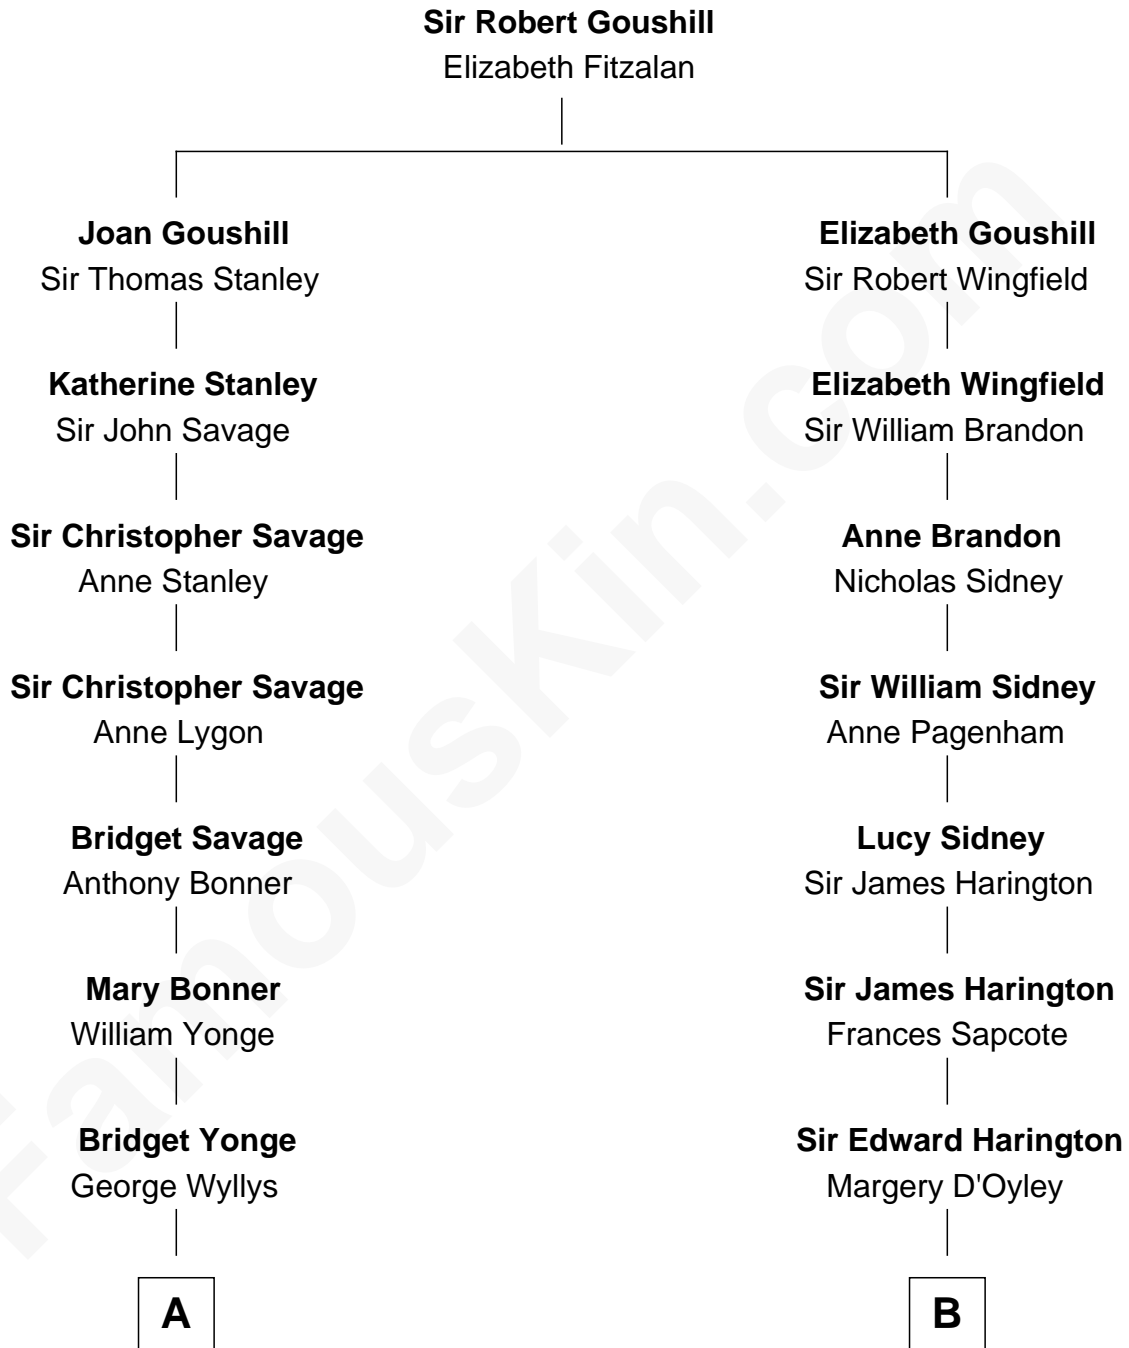 Sir Robert Goushill
Elizabeth Fitzalan
Joan Goushill
Sir Thomas Stanley
Elizabeth Goushill
Sir Robert Wingfield
Katherine Stanley
Sir John Savage
Elizabeth Wingfield
Sir William Brandon
Sir Christopher Savage
Anne Stanley
Anne Brandon
Nicholas Sidney
Sir Christopher Savage
Anne Lygon
Sir William Sidney
Anne Pagenham
Bridget Savage
Anthony Bonner
Lucy Sidney
Sir James Harington
Mary Bonner
William Yonge
Sir James Harington
Frances Sapcote
Bridget Yonge
George Wyllys
Sir Edward Harington
Margery D'Oyley
A
B
FamousKin.com